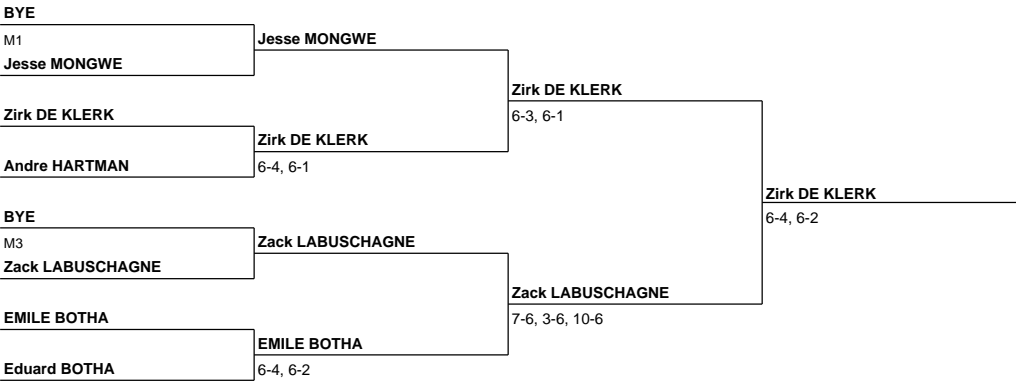 BYE
M1
Jesse MONGWE
Jesse MONGWE
Zirk DE KLERK
Zirk DE KLERK
6-3, 6-1
Zirk DE KLERK
Andre HARTMAN
6-4, 6-1
Zirk DE KLERK
6-4, 6-2
BYE
M3
Zack LABUSCHAGNE
Zack LABUSCHAGNE
Zack LABUSCHAGNE
7-6, 3-6, 10-6
EMILE BOTHA
EMILE BOTHA
Eduard BOTHA
6-4, 6-2